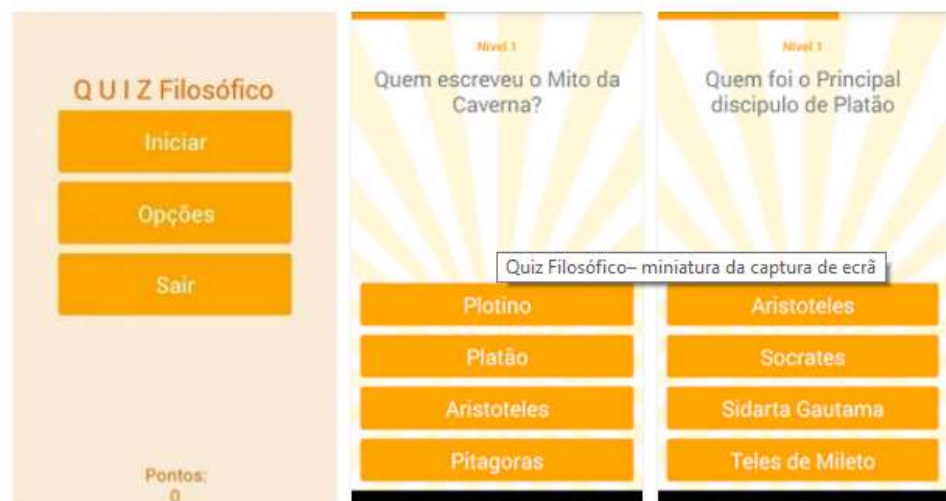 Q U I Z Filosófico
Iniciar
Opções
Sair
Pontos:
0
Nivel 1
Quem escreveu o Mito da
Caverna?
Plotino
Platão
Aristoteles
Pitagoras
Nivel 1
Quem foi o Principal
discipulo de Platão
Quiz Filosófico– miniatura da captura de ecrã
Aristoteles
Socrates
Sidarta Gautama
Teles de Mileto